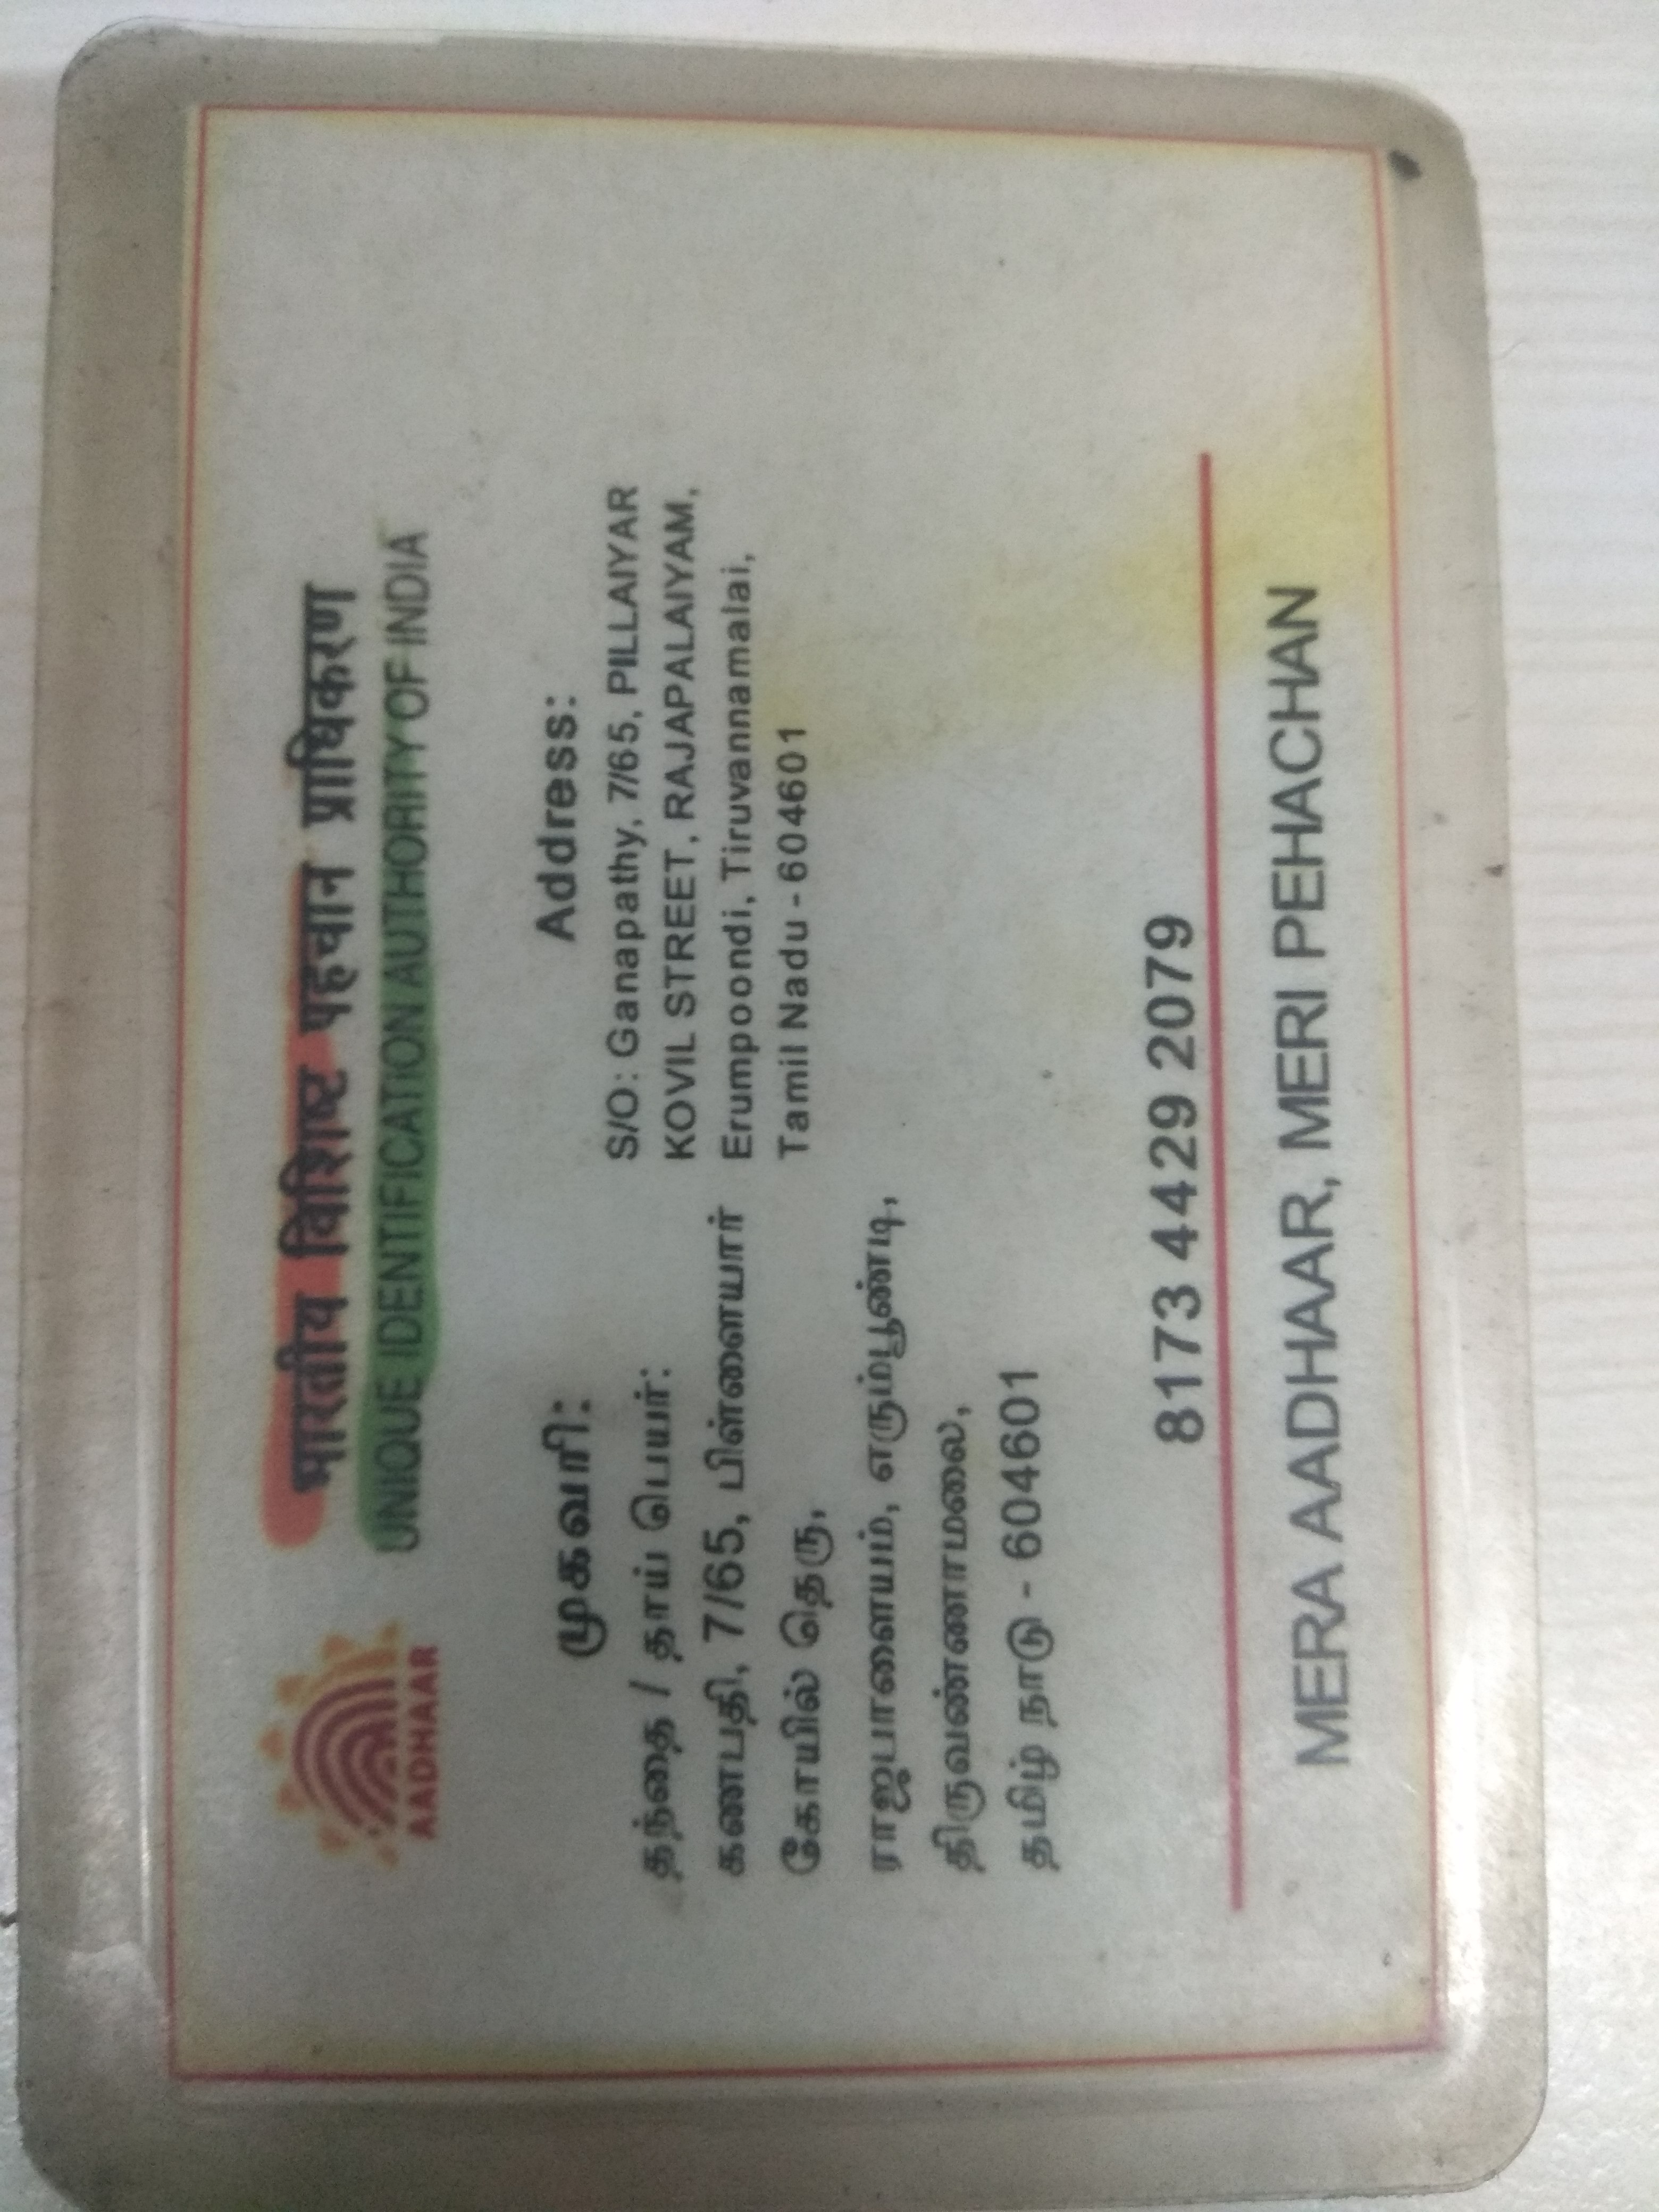 भारतीय विशिष्ट पहचान प्राधिकरण
UNIQUE IDENTIFICATION AUTHORITY OF INDIA
AADHAAR
முகவரி:
தந்தை / தாய் பெயர்:
கணபதி, 7/65, பிள்ளையார்
கோயில் தெரு,
ராஜபாளையம், எரும்பூண்டி,
திருவண்ணாமலை,
தமிழ் நாடு - 604601
Address:
S/O: Ganapathy, 7/65, PILLAIYAR
KOVIL STREET, RAJAPALAIYAM,
Erumpoondi, Tiruvannamalai,
Tamil Nadu - 604601
8173 4429 2079
MERA AADHAAR, MERI PEHACHAN